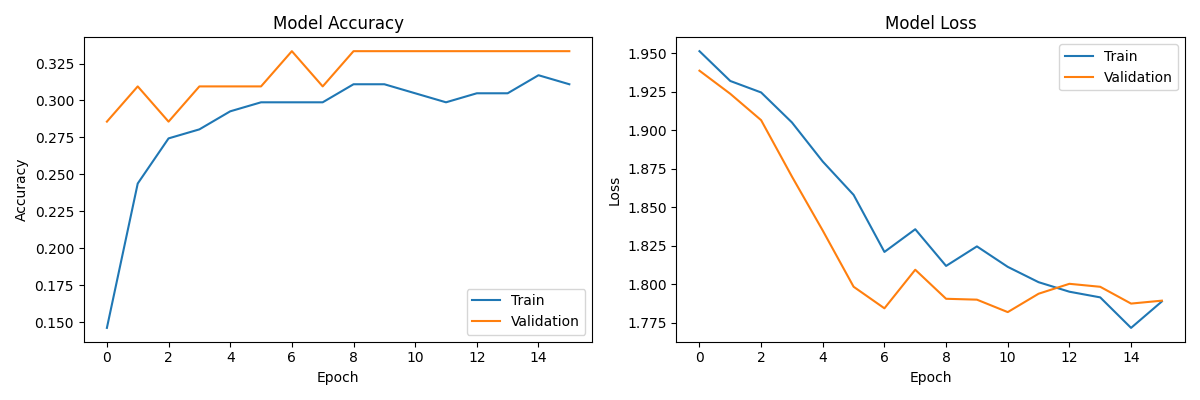 Model Accuracy
0.325
0.300
0.275
0.250
0.225
0.200
0.175
0.150
Accuracy
0 2 4 6 8 10 12 14
Epoch
Train
Validation
Model Loss
1.950
1.925
1.900
1.875
1.850
1.825
1.800
1.775
Loss
0 2 4 6 8 10 12 14
Epoch
Train
Validation